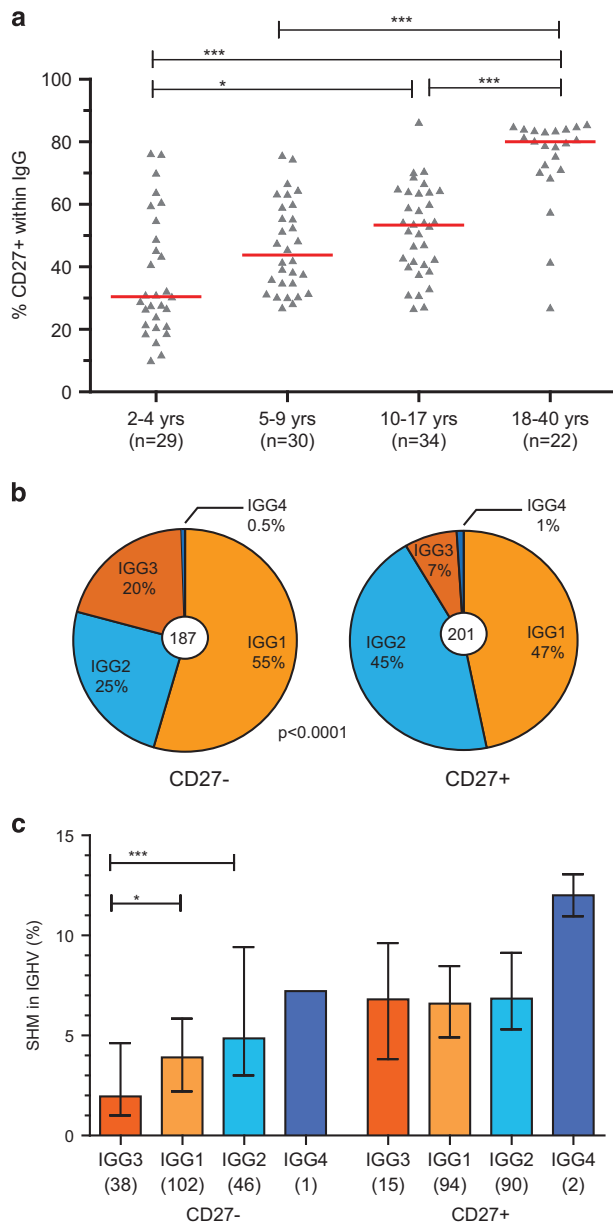 a
***
***
*
***
100
80
60
40
20
0
% CD27+ within IgG
2-4 yrs
(n=29)
5-9 yrs
(n=30)
10-17 yrs
(n=34)
18-40 yrs
(n=22)
b
IGG4
0.5%
IGG3
20%
187
IGG1
55%
IGG2
25%
CD27-
p<0.0001
IGG4
1%
IGG3
7%
201
IGG1
47%
IGG2
45%
CD27+
c
15
10
5
0
SHM in IGHV (%)
***
*
IGG3 IGG1 IGG2 IGG4 IGG3 IGG1 IGG2 IGG4
(38) (102) (46) (1) (15) (94) (90) (2)
CD27- CD27+